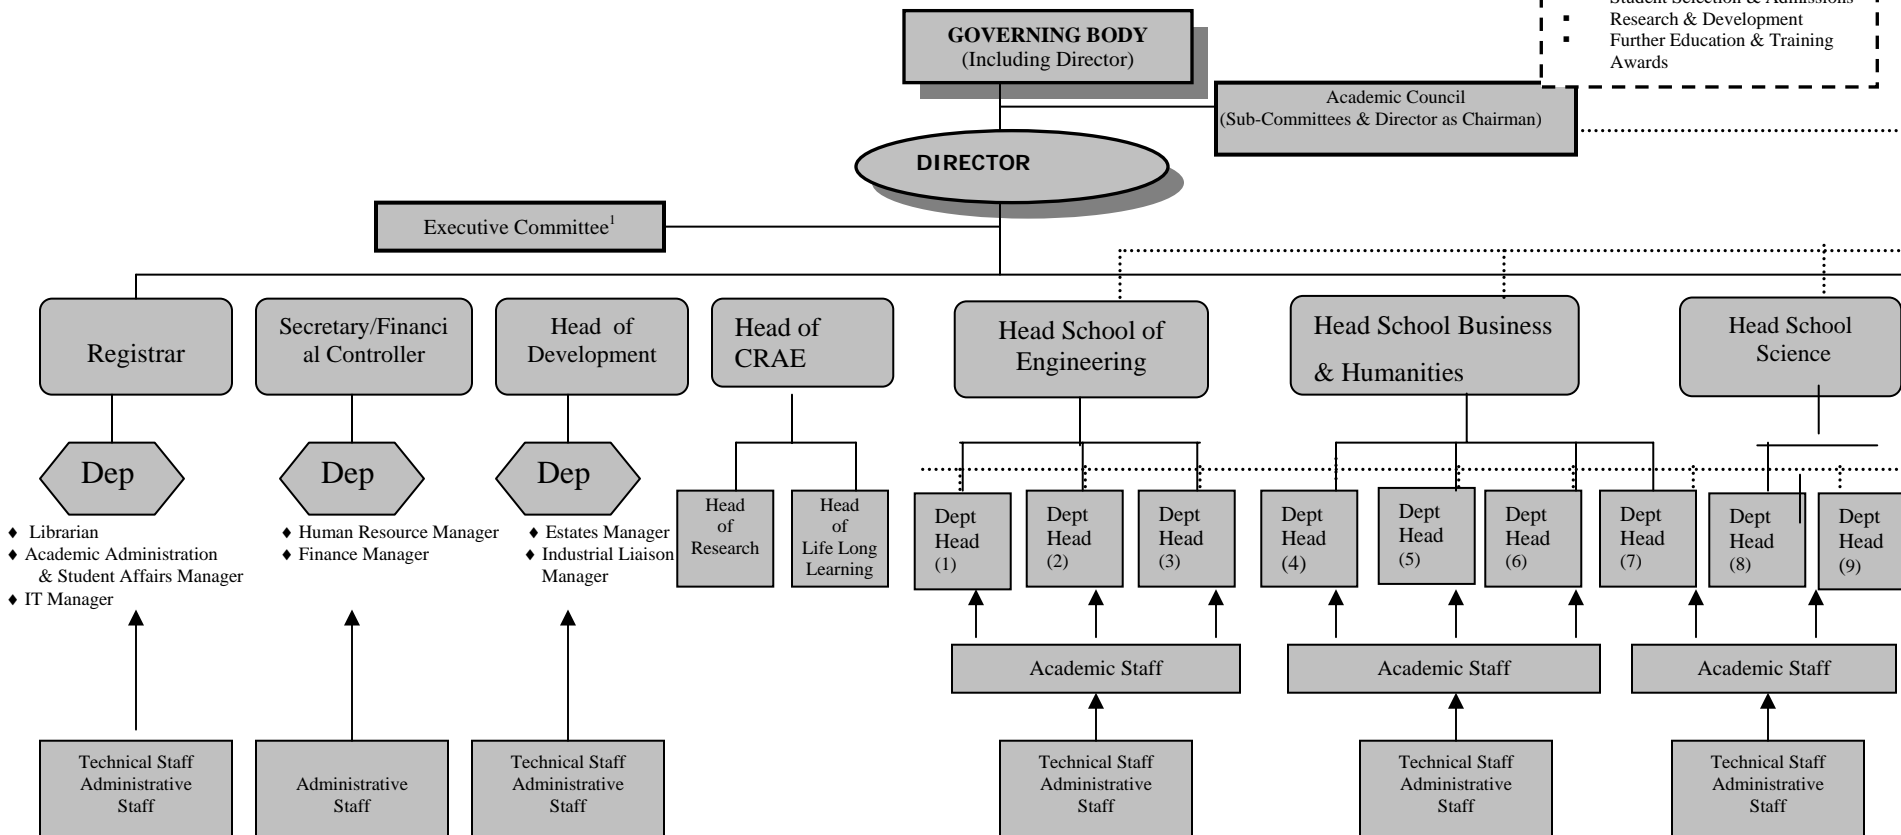 Student Selection & Admissions
▪ Research & Development
▪ Further Education & Training
Awards
GOVERNING BODY
(Including Director)
Academic Council
(Sub-Committees & Director as Chairman)
DIRECTOR
Executive Committee1
Registrar
Secretary/Financi
al Controller
Head of
Development
Head of
CRAE
Head School of
Engineering
Head School Business
& Humanities
Head School
Science
Dep
Dep
Dep
♦ Librarian
♦ Academic Administration
& Student Affairs Manager
♦ IT Manager
♦ Human Resource Manager
♦ Finance Manager
♦ Estates Manager
♦ Industrial Liaison
Manager
Head
of
Research
Head
of
Life Long
Learning
Dept
Head
(1)
Dept
Head
(2)
Dept
Head
(3)
Dept
Head
(4)
Dept
Head
(5)
Dept
Head
(6)
Dept
Head
(7)
Dept
Head
(8)
Dept
Head
(9)
Academic Staff
Academic Staff
Academic Staff
Technical Staff
Administrative
Staff
Administrative
Staff
Technical Staff
Administrative
Staff
Technical Staff
Administrative
Staff
Technical Staff
Administrative
Staff
Technical Staff
Administrative
Staff